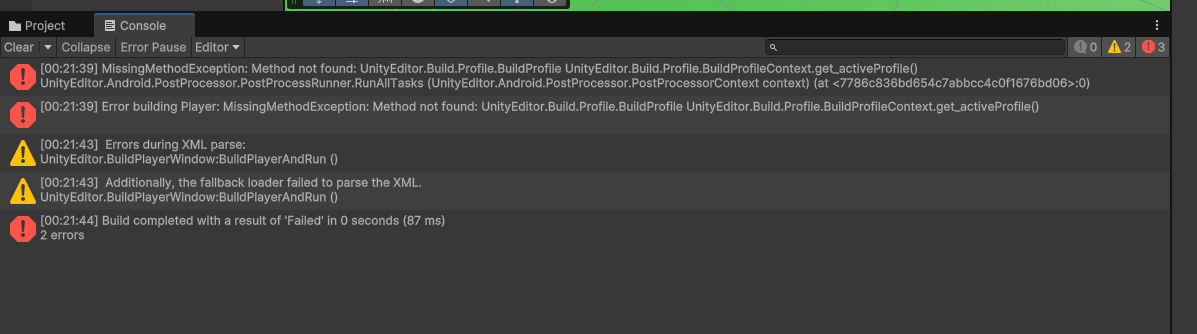 Project
Console
Clear Collapse Error Pause Editor 0 2 3
[00:21:39] MissingMethodException: Method not found: UnityEditor.Build.Profile.BuildProfile UnityEditor.Build.Profile.BuildProfileContext.get_activeProfile()
UnityEditor.Android.PostProcessor.PostProcessRunner.RunAllTasks (UnityEditor.Android.PostProcessor.PostProcessorContext context) (at <7786c836bd654c7abbcc4c0f1676bd06>:0)
[00:21:39] Error building Player: MissingMethodException: Method not found: UnityEditor.Build.Profile.BuildProfile UnityEditor.Build.Profile.BuildProfileContext.get_activeProfile()
[00:21:43] Errors during XML parse:
UnityEditor.BuildPlayerWindow:BuildPlayerAndRun ()
[00:21:43] Additionally, the fallback loader failed to parse the XML.
UnityEditor.BuildPlayerWindow:BuildPlayerAndRun ()
[00:21:44] Build completed with a result of 'Failed' in 0 seconds (87 ms)
2 errors